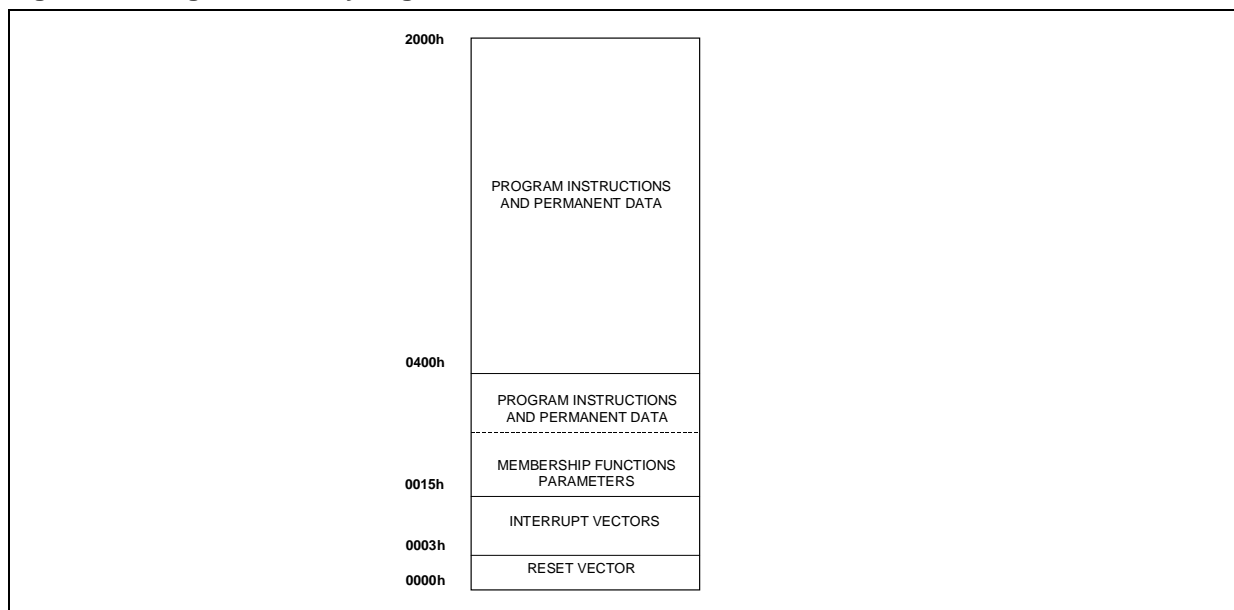 2000h
PROGRAM INSTRUCTIONS
AND PERMANENT DATA
0400h
PROGRAM INSTRUCTIONS
AND PERMANENT DATA
MEMBERSHIP FUNCTIONS
PARAMETERS
0015h
INTERRUPT VECTORS
0003h
RESET VECTOR
0000h